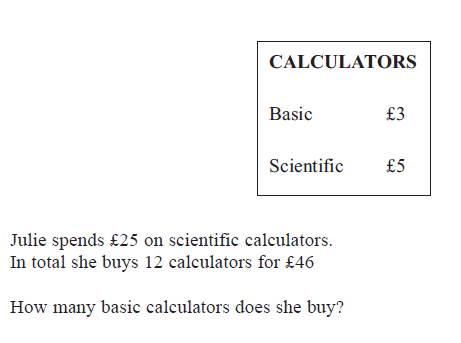 CALCULATORS
Basic £3
Scientific £5
Julie spends £25 on scientific calculators.
In total she buys 12 calculators for £46
How many basic calculators does she buy?